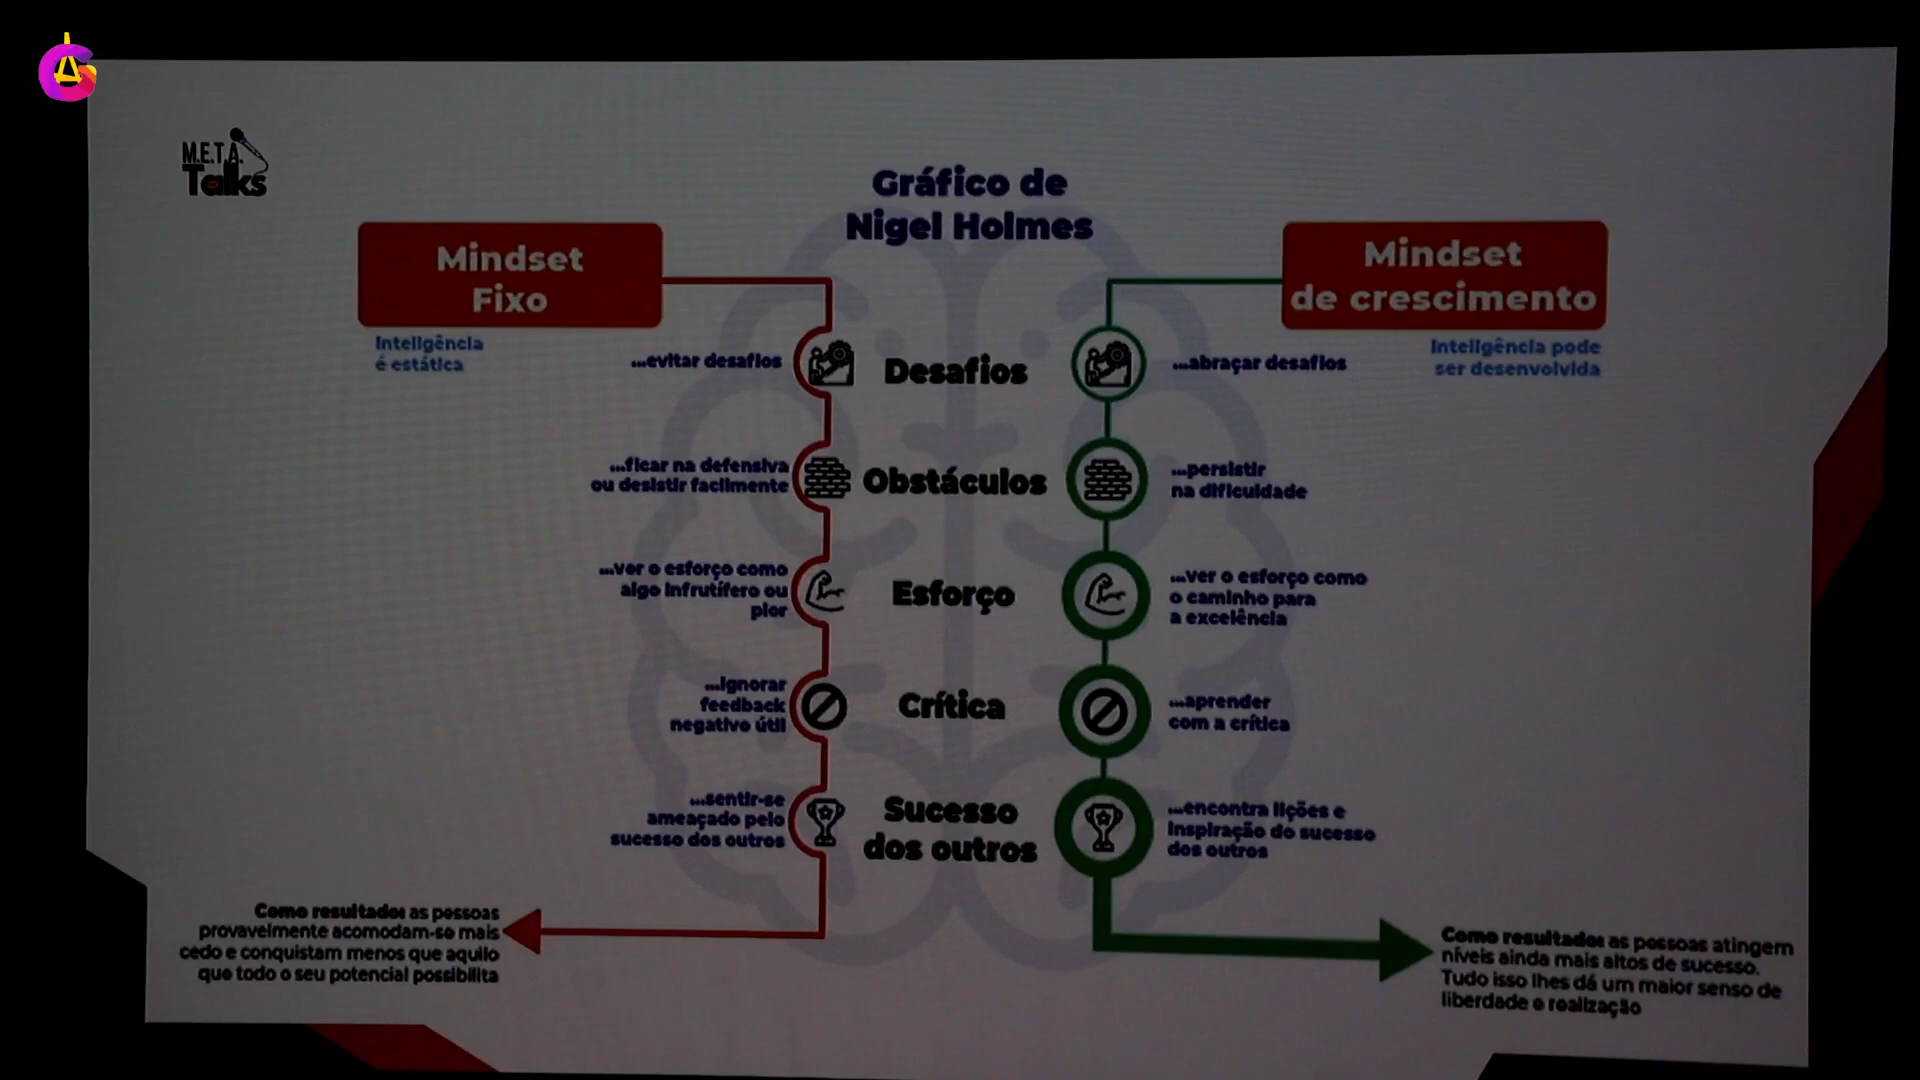 M.E.T.A.
Talks
Gráfico de
Nigel Holmes
Mindset
Fixo
Inteligência
é estática
Mindset
de crescimento
Inteligência pode
ser desenvolvida
...evitar desafios
Desafios
...abraçar desafios
...ficar na defensiva
ou desistir facilmente
Obstáculos
...persistir
na dificuldade
...ver o esforço como
algo infrutífero ou
pior
Esforço
...ver o esforço como
o caminho para
a excelência
...ignorar
feedback
negativo útil
Crítica
...aprender
com a crítica
...sentir-se
ameaçado pelo
sucesso dos outros
Sucesso
dos outros
...encontra lições e
inspiração do sucesso
dos outros
Como resultado: as pessoas
provavelmente acomodam-se mais
cedo e conquistam menos que aquilo
que todo o seu potencial possibilita
Como resultado: as pessoas atingem
níveis ainda mais altos de sucesso.
Tudo isso lhes dá um maior senso de
liberdade e realização